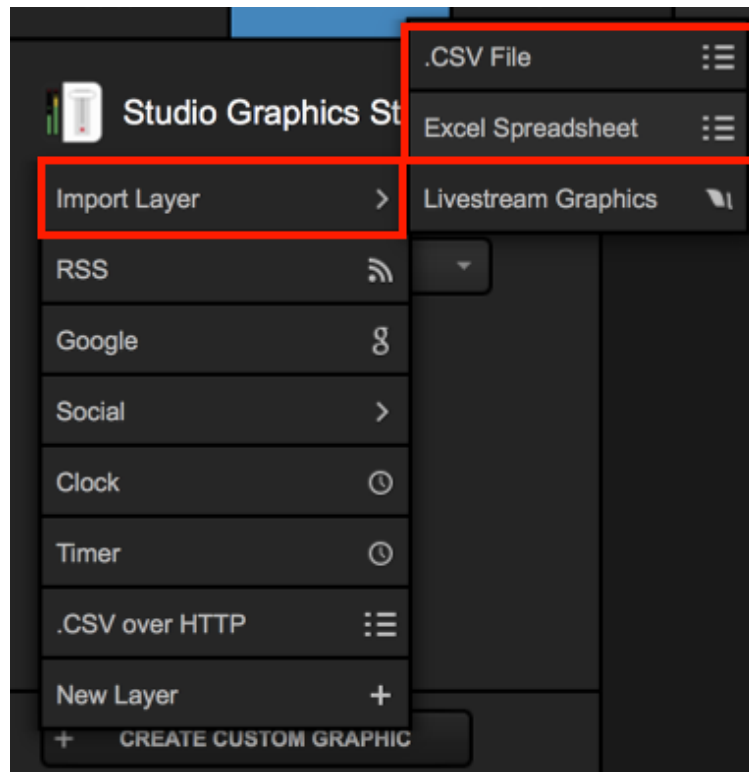 .CSV File
Studio Graphics St
Excel Spreadsheet
Import Layer
Livestream Graphics
RSS
Google
Social
Clock
Timer
.CSV over HTTP
New Layer
+ CREATE CUSTOM GRAPHIC